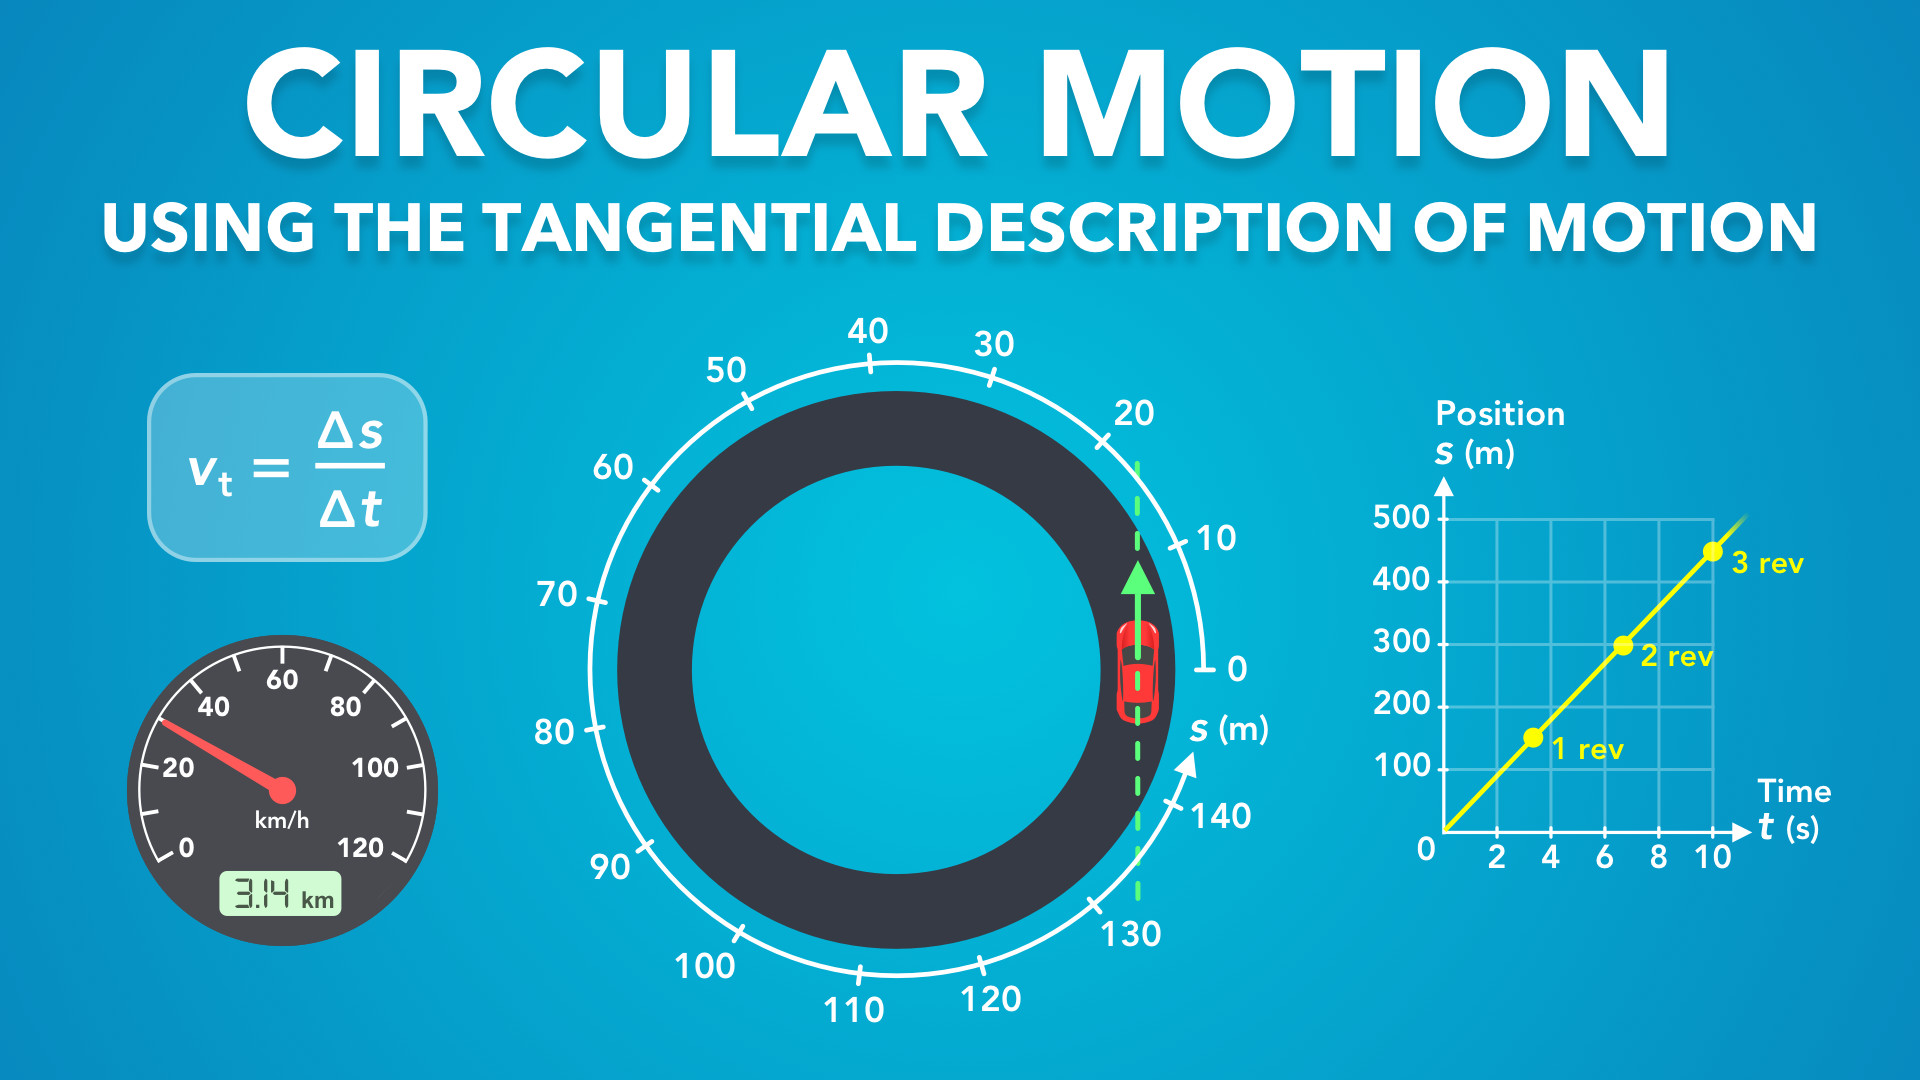 CIRCULAR MOTION
USING THE TANGENTIAL DESCRIPTION OF MOTION
vt = Δs / Δt
0
20
40
60
80
100
120
km/h
3.14 km
0
10
20
30
40
50
60
70
80
90
100
110
120
130
140
s (m)
Position
s (m)
500
400
300
200
100
0
2 4 6 8 10
1 rev
2 rev
3 rev
Time
t (s)